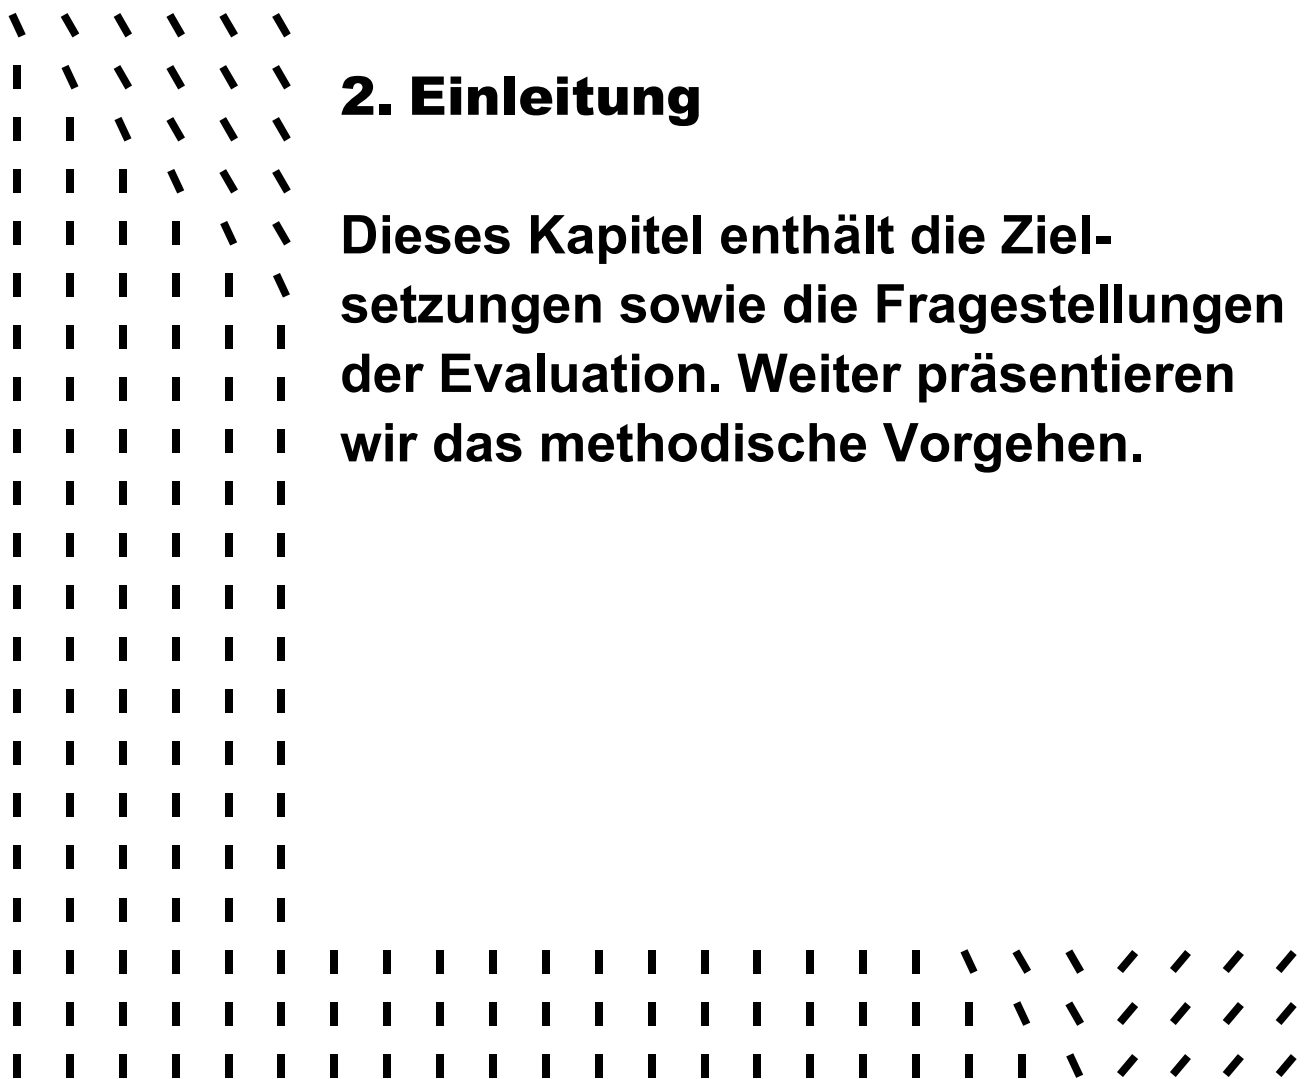 2. Einleitung
Dieses Kapitel enthält die Ziel-
setzungen sowie die Fragestellungen
der Evaluation. Weiter präsentieren
wir das methodische Vorgehen.